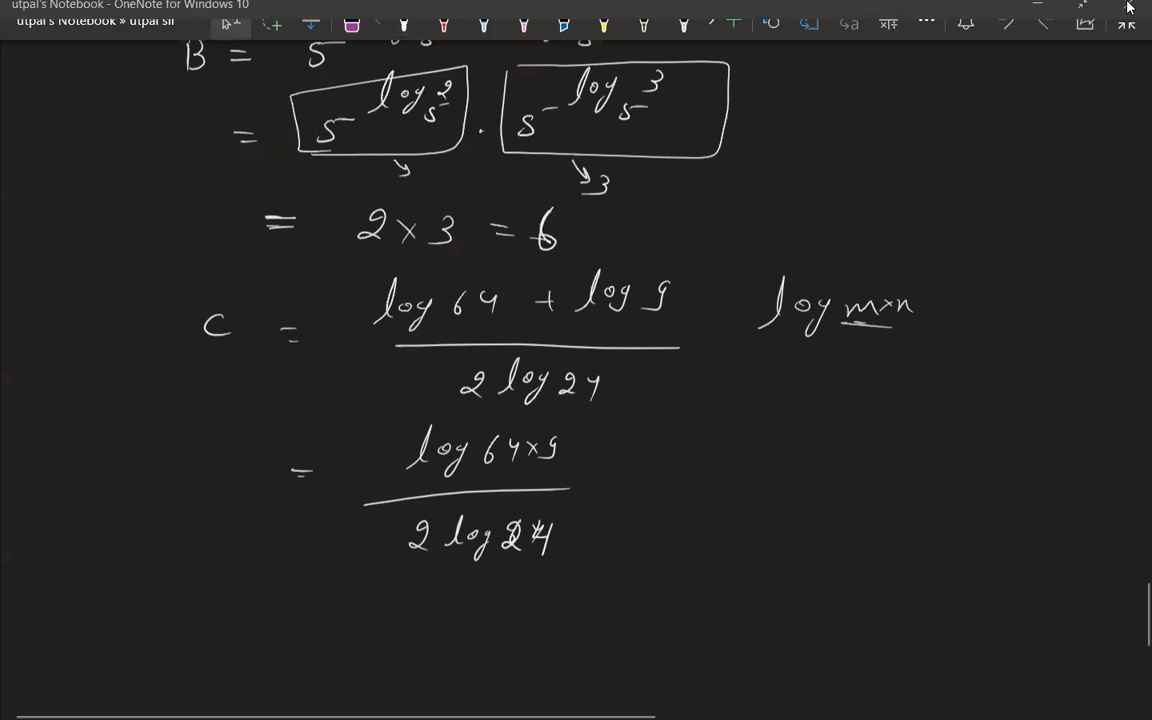 utpal's Notebook - OneNote for Windows 10
utpal's Notebook » utpal sir
B = 5
= 5^{log_5 2} . 5^{log_5 3}
↘ ↘ 3
= 2 × 3 = 6
C = (log 64 + log 9) / (2 log 24) log m×n
= (log 64×9) / (2 log 24)